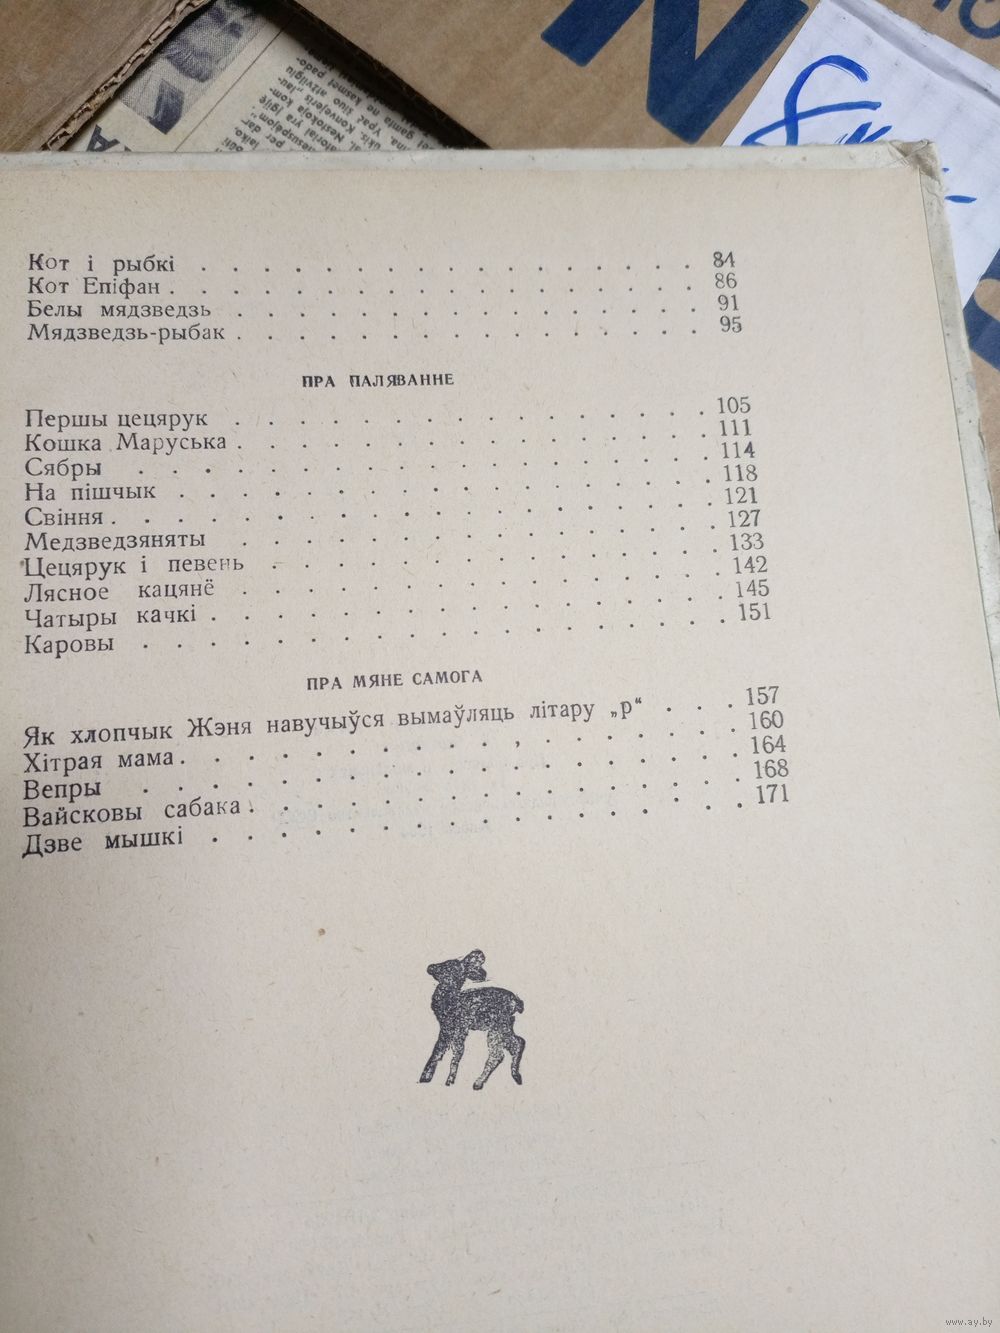 Кот і рыбкі . . . . . . . . . . . . . . . . . 84
Кот Епіфан . . . . . . . . . . . . . . . . . . 86
Белы мядзведзь . . . . . . . . . . . . . . . . 91
Мядзведзь-рыбак . . . . . . . . . . . . . . . 95
ПРА ПАЛЯВАННЕ
Першы цецярук . . . . . . . . . . . . . . . . 105
Кошка Маруська . . . . . . . . . . . . . . . 111
Сябры . . . . . . . . . . . . . . . . . . 114
На пішчык . . . . . . . . . . . . . . . . . 118
Свіння . . . . . . . . . . . . . . . . . . 121
Медзведзяняты . . . . . . . . . . . . . . . 127
Цецярук і певень . . . . . . . . . . . . . . 133
Лясное кацянё . . . . . . . . . . . . . . . 142
Чатыры качкі . . . . . . . . . . . . . . . . 145
Каровы . . . . . . . . . . . . . . . . . . 151
ПРА МЯНЕ САМОГА
Як хлопчык Жэня навучыўся вымаўляць літару „р“ . . . 157
Хітрая мама . . . . . . . . . . . . . . . . . 160
Вепры . . . . . . . . . . . . . . . . . . 164
Вайсковы сабака . . . . . . . . . . . . . . . 168
Дзве мышкі . . . . . . . . . . . . . . . . . 171
www.ay.by